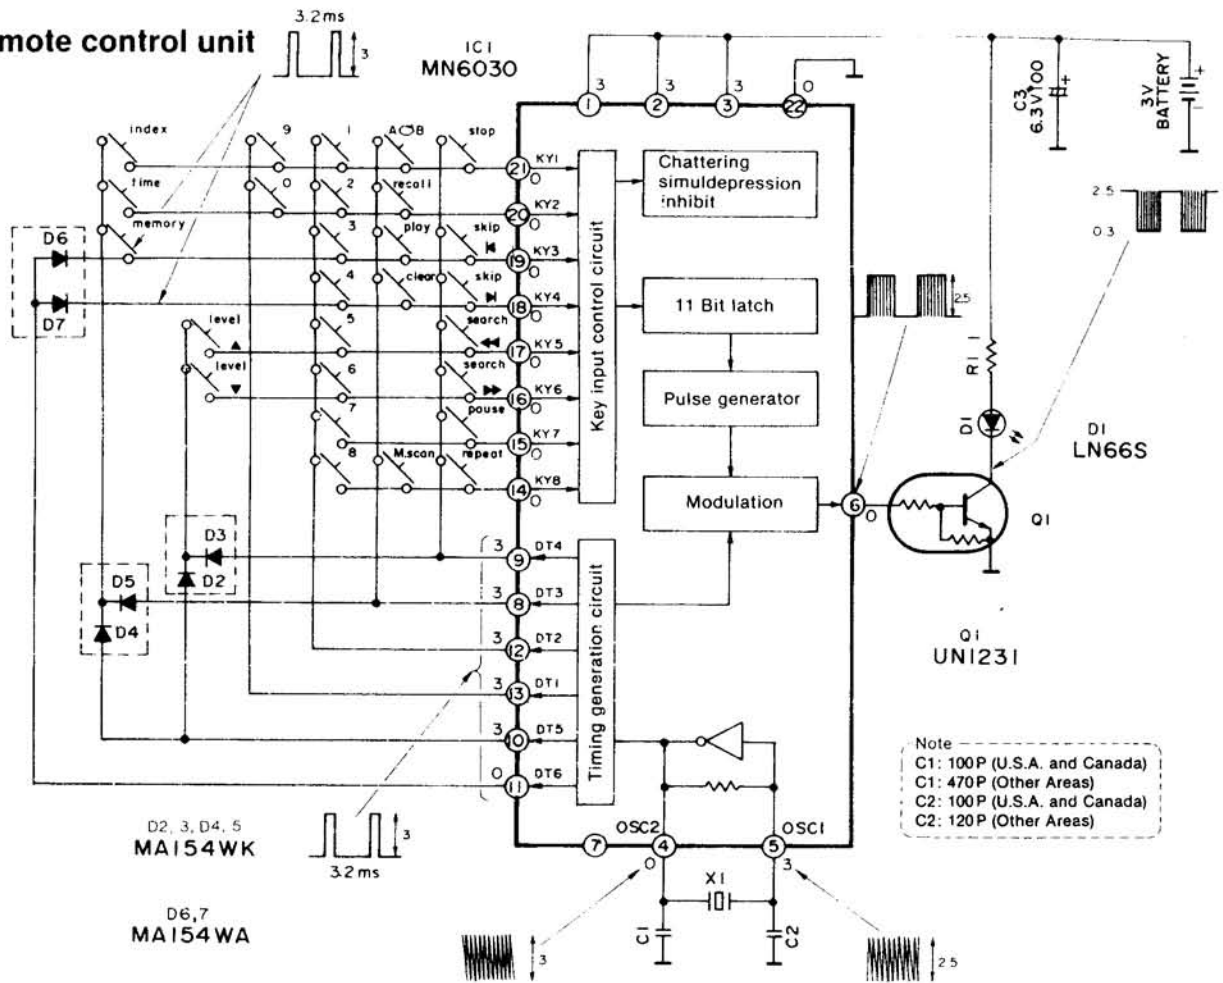 mote control unit
3.2ms
3
IC1
MN6030
3
3
3
0
1
2
3
22
C3
6.3V100
+
3V
BATTERY
+
-
index
9
1
A B
stop
21
KY1
0
Chattering
simuldepression
inhibit
time
0
2
recall
20
KY2
0
2.5
0.3
memory
3
play
skip
19
KY3
0
D6
D7
4
clear
skip
18
KY4
0
Key input control circuit
11 Bit latch
2.5
level
5
search
17
KY5
0
level
6
search
16
KY6
0
Pulse generator
R1 1
7
pause
15
KY7
0
D1
D1
LN66S
8
M.scan
repeat
14
KY8
0
Modulation
6
0
Q1
D3
D2
3
9
DT4
D5
D4
3
8
DT3
3
12
DT2
Q1
UN1231
3
13
DT1
Timing generation circuit
3
10
DT5
0
11
DT6
Note
C1: 100P (U.S.A. and Canada)
C1: 470P (Other Areas)
C2: 100P (U.S.A. and Canada)
C2: 120P (Other Areas)
D2, 3, D4, 5
MA154WK
3
3.2ms
OSC2
OSC1
7
4
5
0
3
X1
D6,7
MA154WA
C1
C2
3
2.5